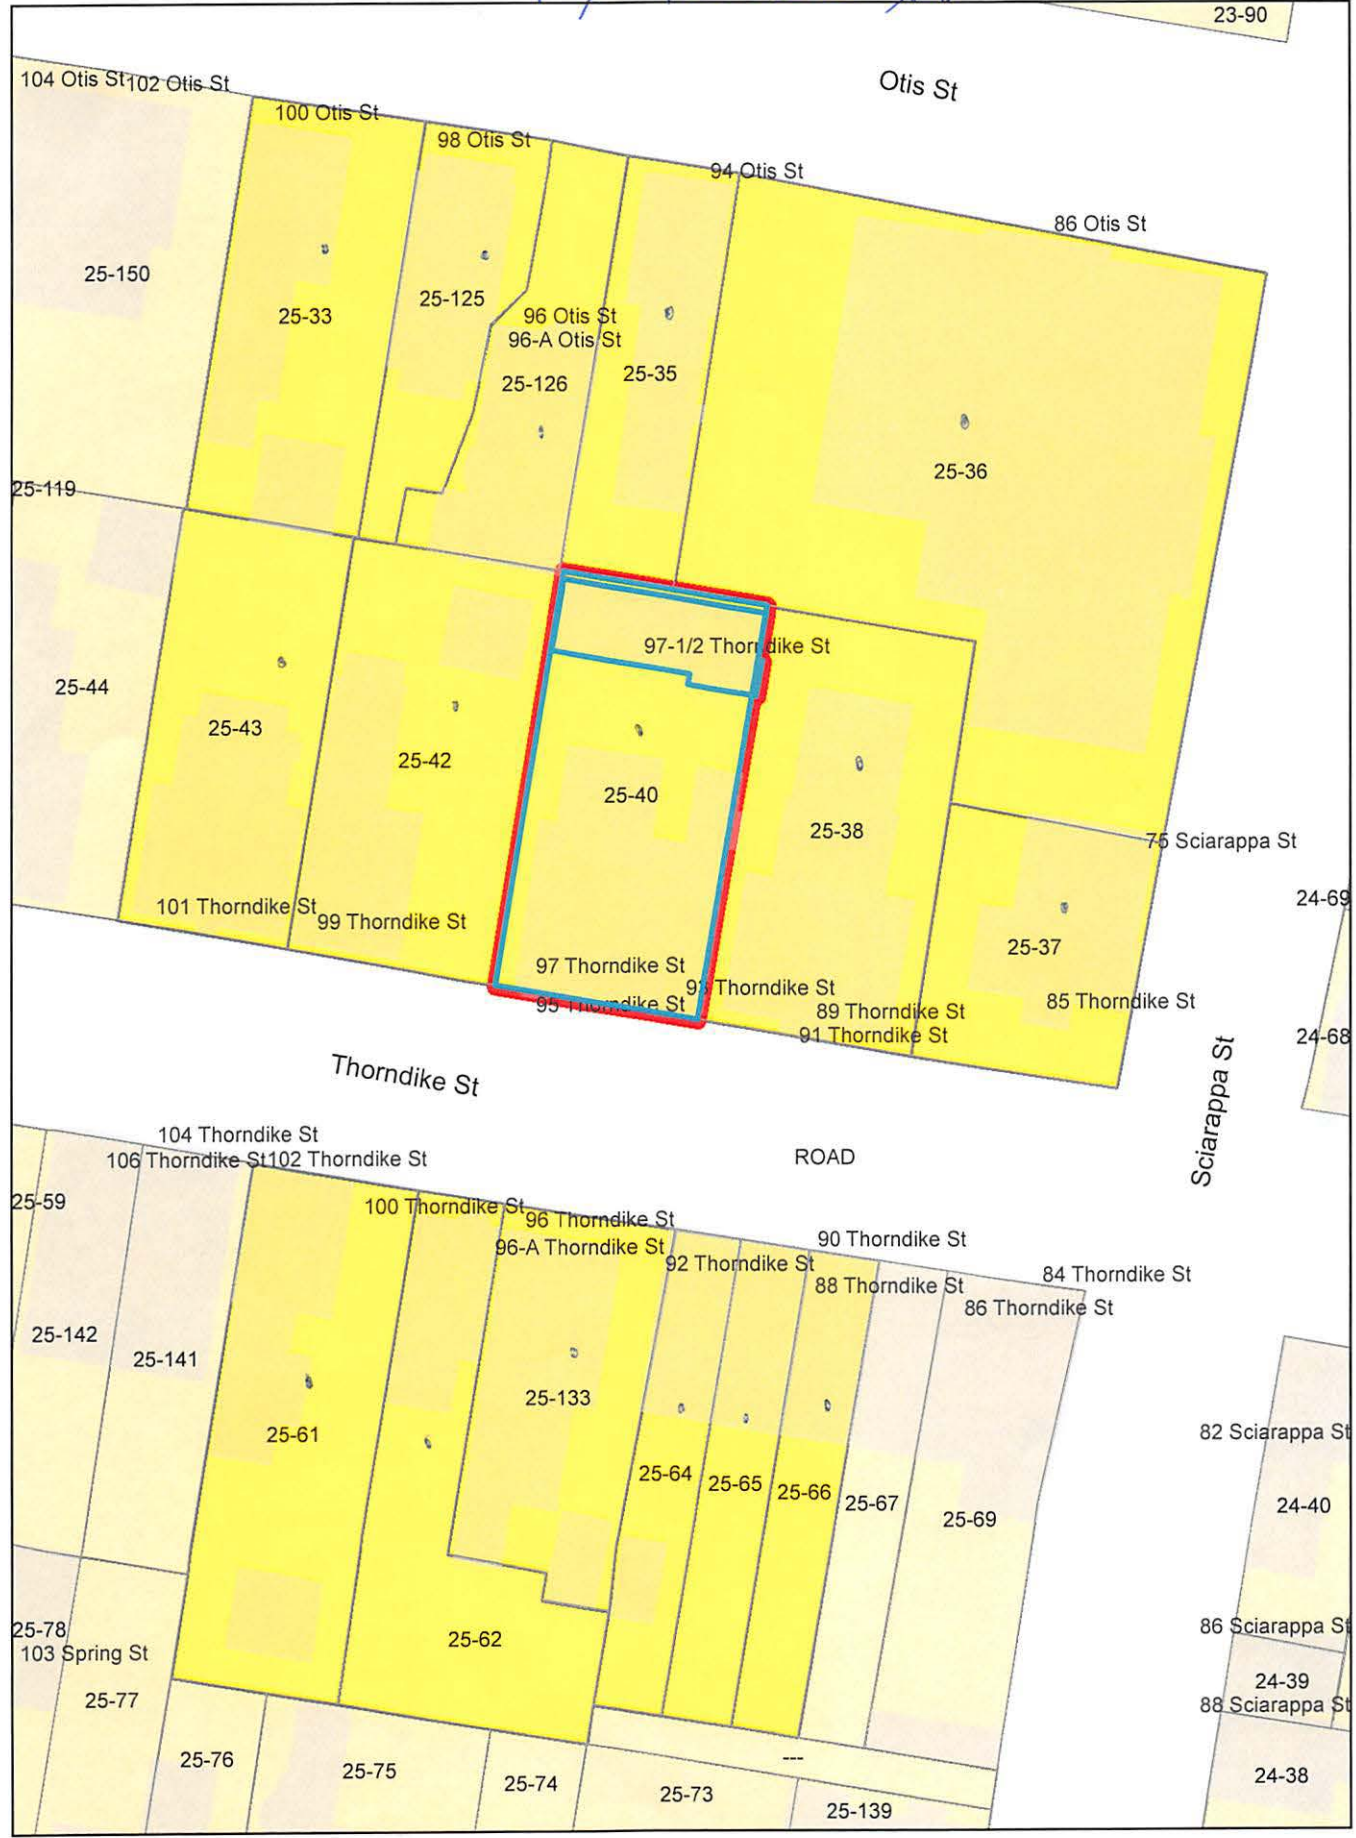 23-90
Otis St
104 Otis St
102 Otis St
100 Otis St
98 Otis St
94 Otis St
86 Otis St
25-150
25-33
25-125
96 Otis St
96-A Otis St
25-126
25-35
25-36
25-119
97-1/2 Thorndike St
25-44
25-43
25-42
25-40
25-38
75 Sciarappa St
24-69
101 Thorndike St
99 Thorndike St
25-37
97 Thorndike St
95 Thorndike St
93 Thorndike St
89 Thorndike St
85 Thorndike St
91 Thorndike St
24-68
Thorndike St
Sciarappa St
104 Thorndike St
106 Thorndike St
102 Thorndike St
ROAD
25-59
100 Thorndike St
96 Thorndike St
96-A Thorndike St
90 Thorndike St
92 Thorndike St
88 Thorndike St
84 Thorndike St
86 Thorndike St
25-142
25-141
25-133
25-61
82 Sciarappa St
25-64
25-65
25-66
25-67
25-69
24-40
25-78
103 Spring St
25-62
86 Sciarappa St
25-77
24-39
88 Sciarappa St
25-76
25-75
25-74
25-73
---
25-139
24-38